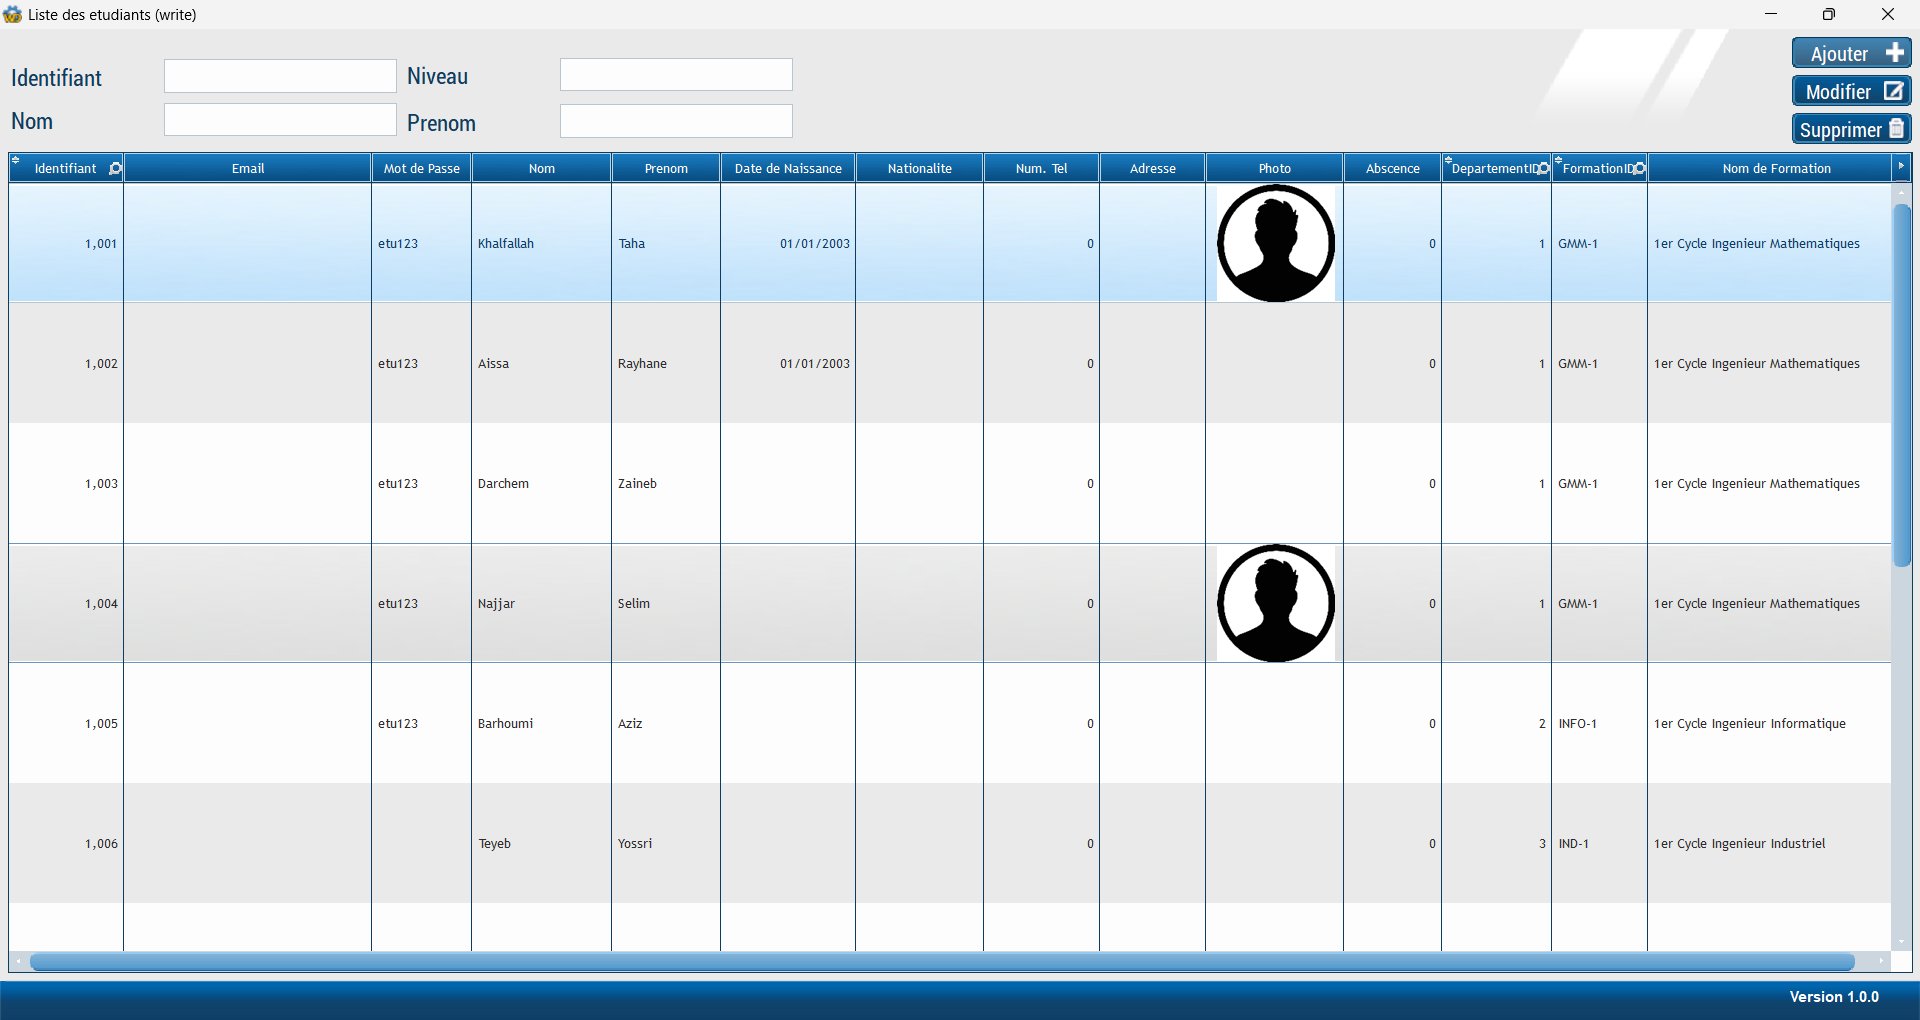 Liste des etudiants (write)
Identifiant
Niveau
Nom
Prenom
Ajouter
Modifier
Supprimer
Identifiant Email Mot de Passe Nom Prenom Date de Naissance Nationalite Num. Tel Adresse Photo Abscence DepartementID FormationID Nom de Formation
1,001 etu123 Khalfallah Taha 01/01/2003 0 0 1 GMM-1 1er Cycle Ingenieur Mathematiques
1,002 etu123 Aissa Rayhane 01/01/2003 0 0 1 GMM-1 1er Cycle Ingenieur Mathematiques
1,003 etu123 Darchem Zaineb 0 0 1 GMM-1 1er Cycle Ingenieur Mathematiques
1,004 etu123 Najjar Selim 0 0 1 GMM-1 1er Cycle Ingenieur Mathematiques
1,005 etu123 Barhoumi Aziz 0 0 2 INFO-1 1er Cycle Ingenieur Informatique
1,006 Teyeb Yossri 0 0 3 IND-1 1er Cycle Ingenieur Industriel
Version 1.0.0